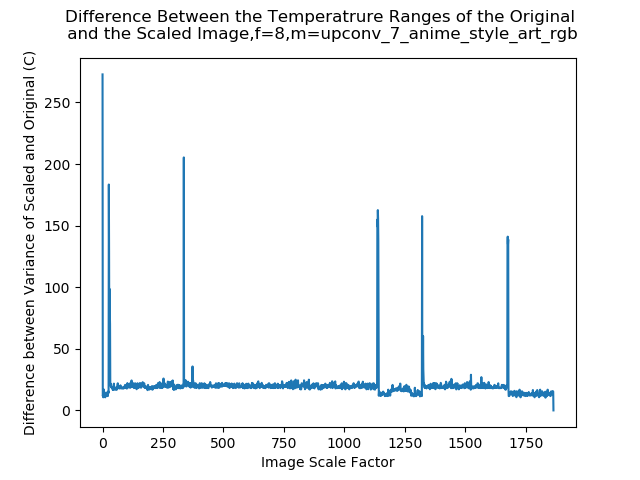 Difference Between the Temperatrure Ranges of the Original
and the Scaled Image,f=8,m=upconv_7_anime_style_art_rgb
Difference between Variance of Scaled and Original (C)
250
200
150
100
50
0
0 250 500 750 1000 1250 1500 1750
Image Scale Factor